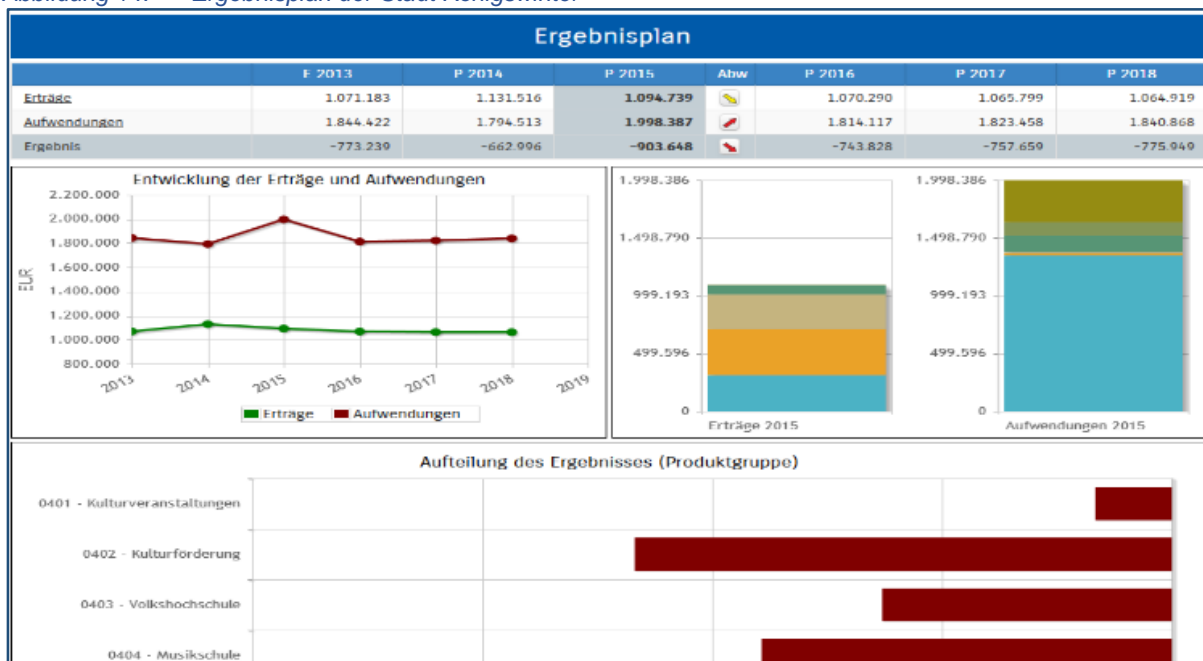 Ergebnisplan der Stadt Königswinter
Ergebnisplan
E 2013 P 2014 P 2015 Abw P 2016 P 2017 P 2018
Erträge 1.071.183 1.131.516 1.094.739 1.070.290 1.065.799 1.064.919
Aufwendungen 1.844.422 1.794.513 1.998.387 1.814.117 1.823.458 1.840.868
Ergebnis -773.239 -662.996 -903.648 -743.828 -757.659 -775.949
Entwicklung der Erträge und Aufwendungen
2.200.000
2.000.000
1.800.000
1.600.000
1.400.000
1.200.000
1.000.000
800.000
EUR
2013 2014 2015 2016 2017 2018 2019
Erträge Aufwendungen
1.998.386
1.498.790
999.193
499.596
0
Erträge 2015
1.998.386
1.498.790
999.193
499.596
0
Aufwendungen 2015
Aufteilung des Ergebnisses (Produktgruppe)
0401 - Kulturveranstaltungen
0402 - Kulturförderung
0403 - Volkshochschule
0404 - Musikschule